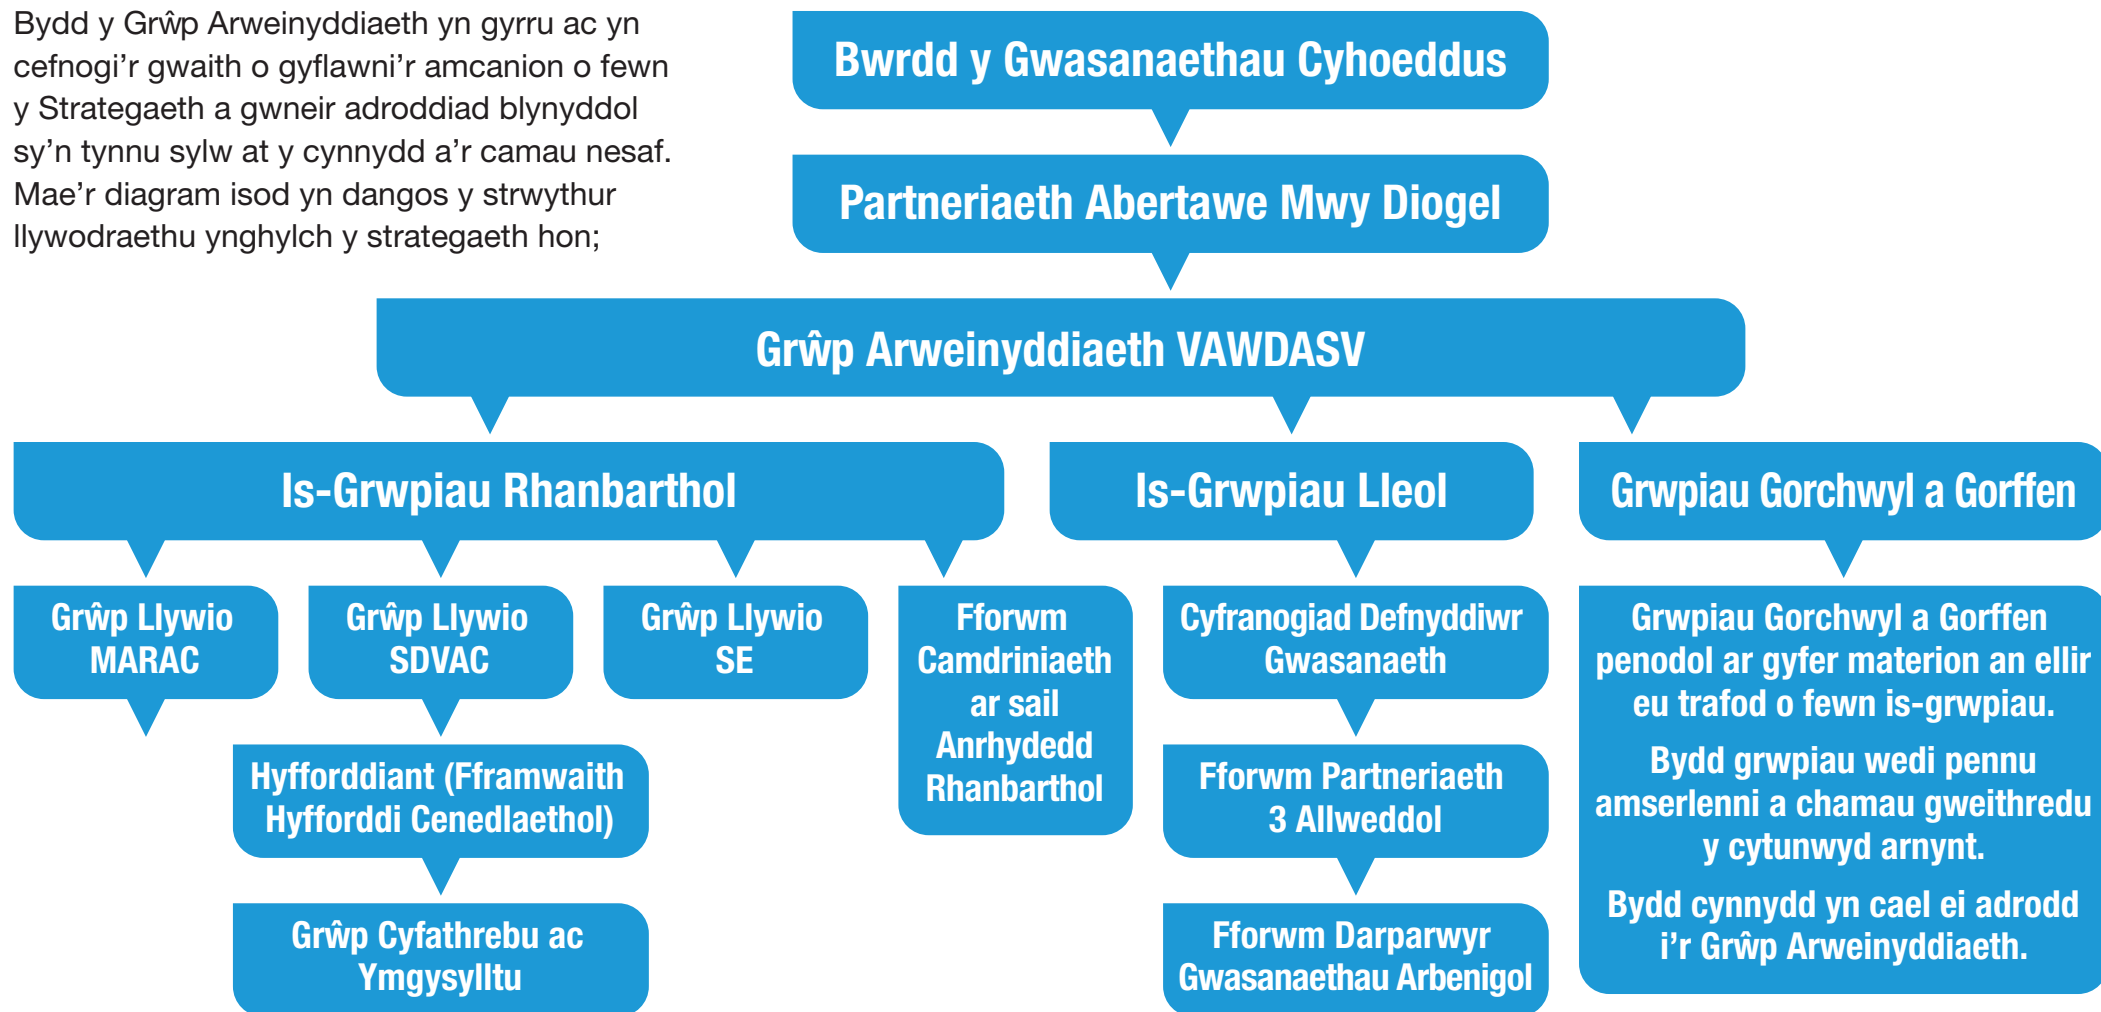 Bydd y Grŵp Arweinyddiaeth yn gyrru ac yn
cefnogi’r gwaith o gyflawni’r amcanion o fewn
y Strategaeth a gwneir adroddiad blynyddol
sy’n tynnu sylw at y cynnydd a’r camau nesaf.
Mae’r diagram isod yn dangos y strwythur
llywodraethu ynghylch y strategaeth hon;
Bwrdd y Gwasanaethau Cyhoeddus
Partneriaeth Abertawe Mwy Diogel
Grŵp Arweinyddiaeth VAWDASV
Is-Grwpiau Rhanbarthol
Is-Grwpiau Lleol
Grwpiau Gorchwyl a Gorffen
Grŵp Llywio
MARAC
Grŵp Llywio
SDVAC
Grŵp Llywio
SE
Fforwm
Camdriniaeth
ar sail
Anrhydedd
Rhanbarthol
Hyfforddiant (Fframwaith
Hyfforddi Cenedlaethol)
Grŵp Cyfathrebu ac
Ymgysylltu
Cyfranogiad Defnyddiwr
Gwasanaeth
Fforwm Partneriaeth
3 Allweddol
Fforwm Darparwyr
Gwasanaethau Arbenigol
Grwpiau Gorchwyl a Gorffen
penodol ar gyfer materion an ellir
eu trafod o fewn is-grwpiau.
Bydd grwpiau wedi pennu
amserlenni a chamau gweithredu
y cytunwyd arnynt.
Bydd cynnydd yn cael ei adrodd
i’r Grŵp Arweinyddiaeth.